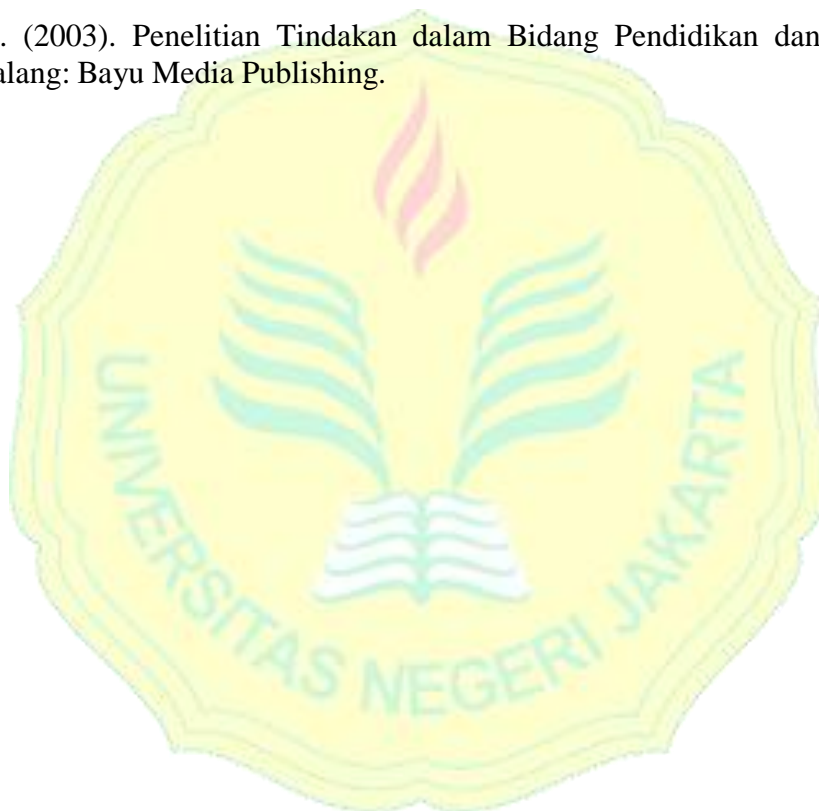 . (2003). Penelitian Tindakan dalam Bidang Pendidikan dan
alang: Bayu Media Publishing.
UNIVERSITAS NEGERI JAKARTA